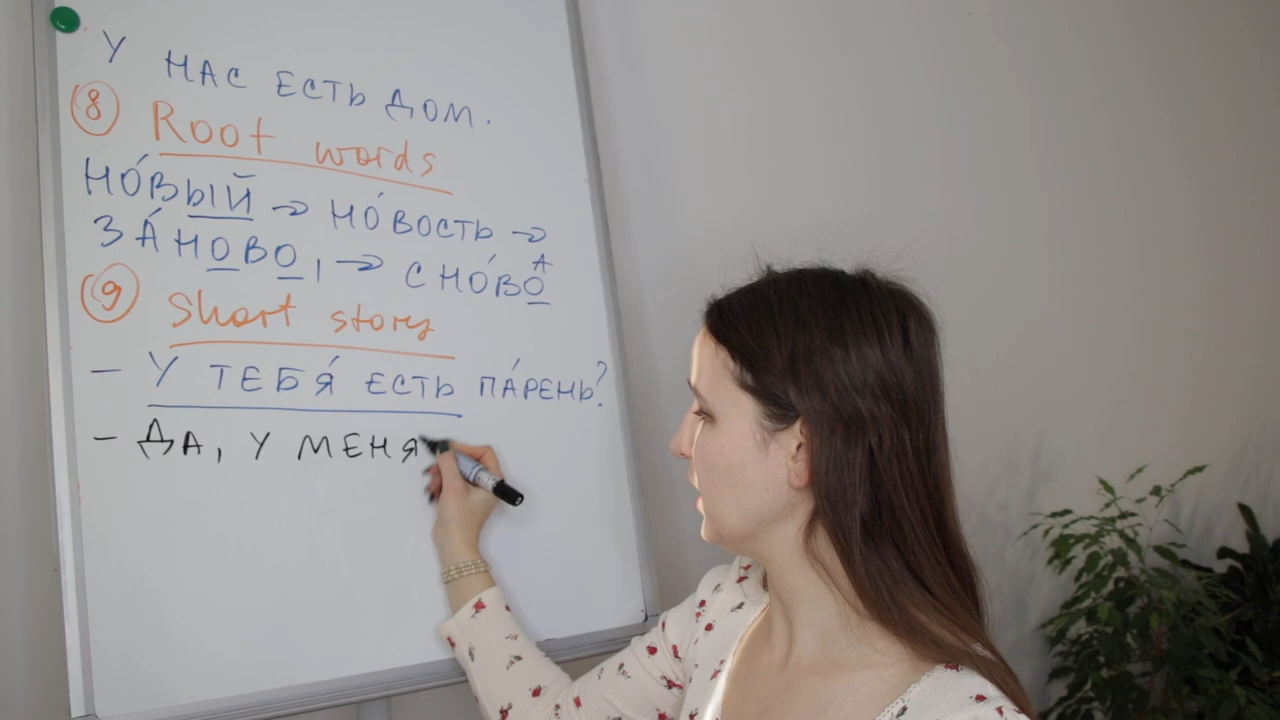 У НАС ЕСТЬ ДОМ.
8 Root words
НО́ВЫЙ → НО́ВОСТЬ →
ЗА́НОВО, → СНО́ВО А
9 Short story
– У ТЕБЯ́ ЕСТЬ ПА́РЕНЬ?
– ДА, У МЕНЯ